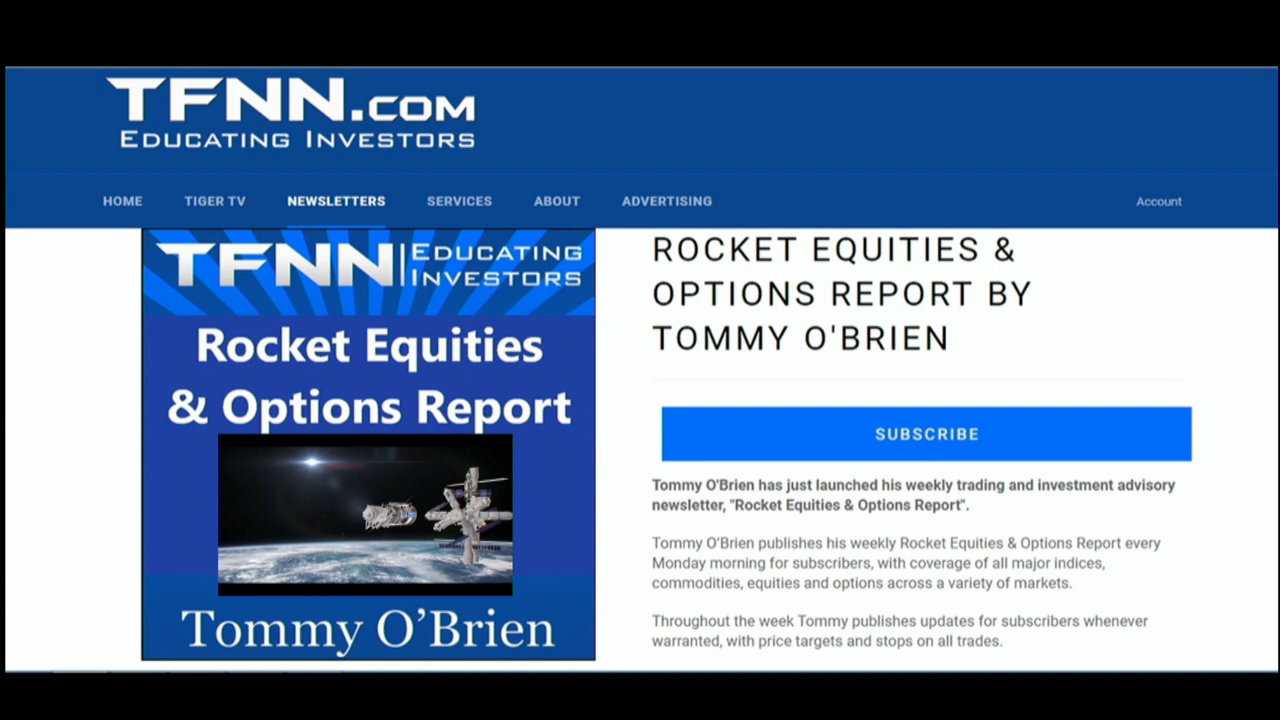 TFNN.COM
EDUCATING INVESTORS
HOME TIGER TV NEWSLETTERS SERVICES ABOUT ADVERTISING Account
TFNN | EDUCATING
INVESTORS
Rocket Equities
& Options Report
Tommy O’Brien
ROCKET EQUITIES &
OPTIONS REPORT BY
TOMMY O'BRIEN
SUBSCRIBE
Tommy O'Brien has just launched his weekly trading and investment advisory
newsletter, "Rocket Equities & Options Report".
Tommy O'Brien publishes his weekly Rocket Equities & Options Report every
Monday morning for subscribers, with coverage of all major indices,
commodities, equities and options across a variety of markets.
Throughout the week Tommy publishes updates for subscribers whenever
warranted, with price targets and stops on all trades.